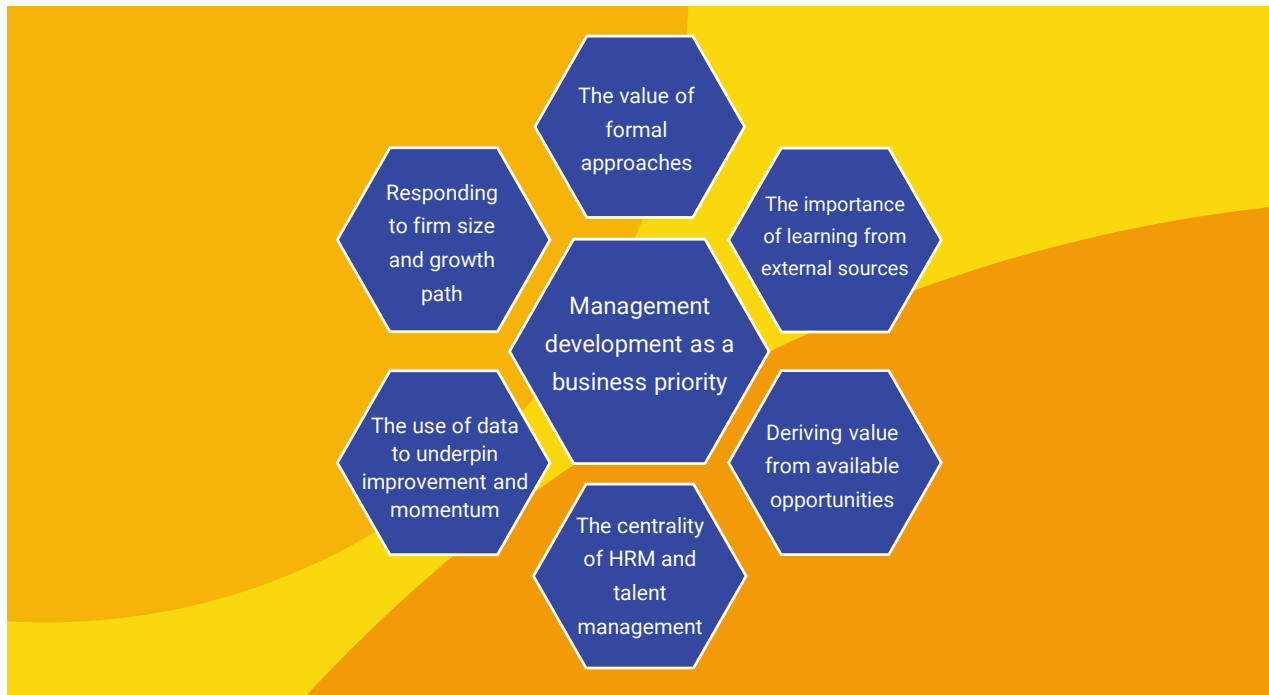 The value of
formal
approaches
Responding
to firm size
and growth
path
The importance
of learning from
external sources
Management
development as a
business priority
The use of data
to underpin
improvement and
momentum
Deriving value
from available
opportunities
The centrality
of HRM and
talent
management